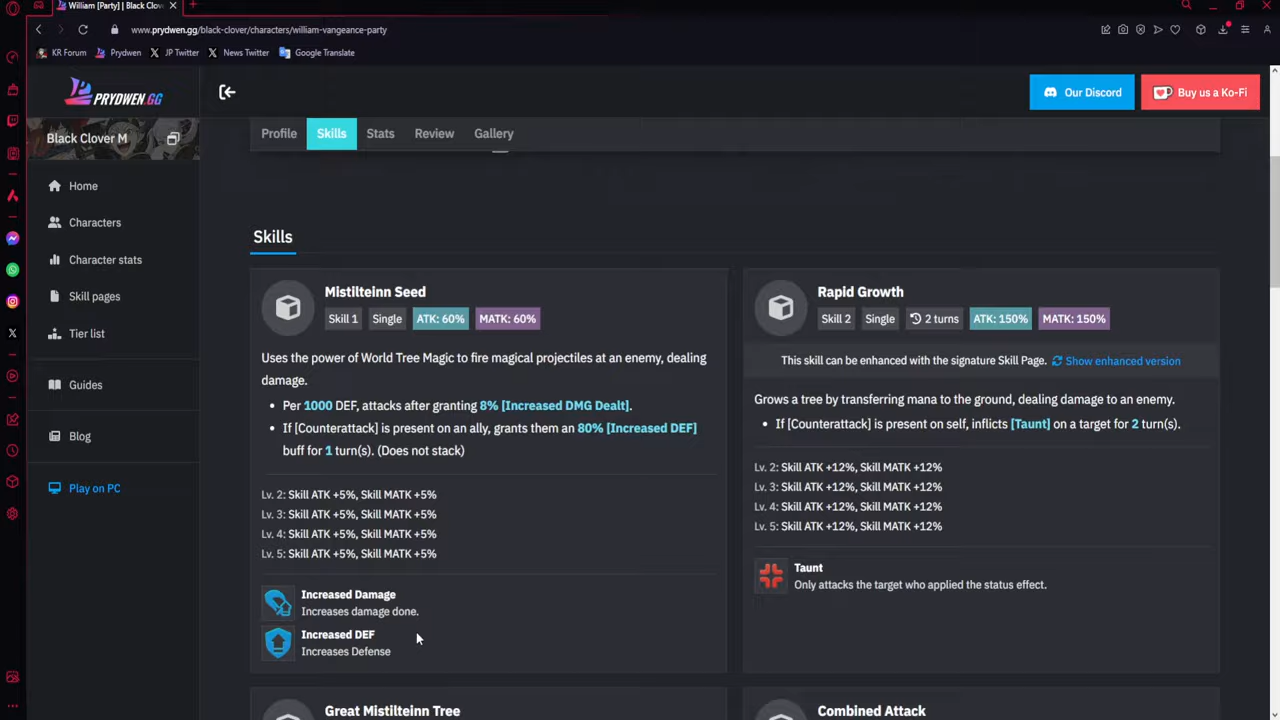 William [Party] | Black Clov
www.prydwen.gg/black-clover/characters/william-vangeance-party
KR Forum
Prydwen
JP Twitter
News Twitter
Google Translate
PRYDWEN.GG
Our Discord
Buy us a Ko-Fi
Black Clover M
Profile
Skills
Stats
Review
Gallery
Home
Characters
Character stats
Skill pages
Tier list
Guides
Blog
Play on PC
Skills
Mistilteinn Seed
Skill 1 Single ATK: 60% MATK: 60%
Uses the power of World Tree Magic to fire magical projectiles at an enemy, dealing
damage.
• Per 1000 DEF, attacks after granting 8% [Increased DMG Dealt].
• If [Counterattack] is present on an ally, grants them an 80% [Increased DEF]
buff for 1 turn(s). (Does not stack)
Lv. 2: Skill ATK +5%, Skill MATK +5%
Lv. 3: Skill ATK +5%, Skill MATK +5%
Lv. 4: Skill ATK +5%, Skill MATK +5%
Lv. 5: Skill ATK +5%, Skill MATK +5%
Increased Damage
Increases damage done.
Increased DEF
Increases Defense
Rapid Growth
Skill 2 Single 2 turns ATK: 150% MATK: 150%
This skill can be enhanced with the signature Skill Page. Show enhanced version
Grows a tree by transferring mana to the ground, dealing damage to an enemy.
• If [Counterattack] is present on self, inflicts [Taunt] on a target for 2 turn(s).
Lv. 2: Skill ATK +12%, Skill MATK +12%
Lv. 3: Skill ATK +12%, Skill MATK +12%
Lv. 4: Skill ATK +12%, Skill MATK +12%
Lv. 5: Skill ATK +12%, Skill MATK +12%
Taunt
Only attacks the target who applied the status effect.
Great Mistilteinn Tree
Combined Attack